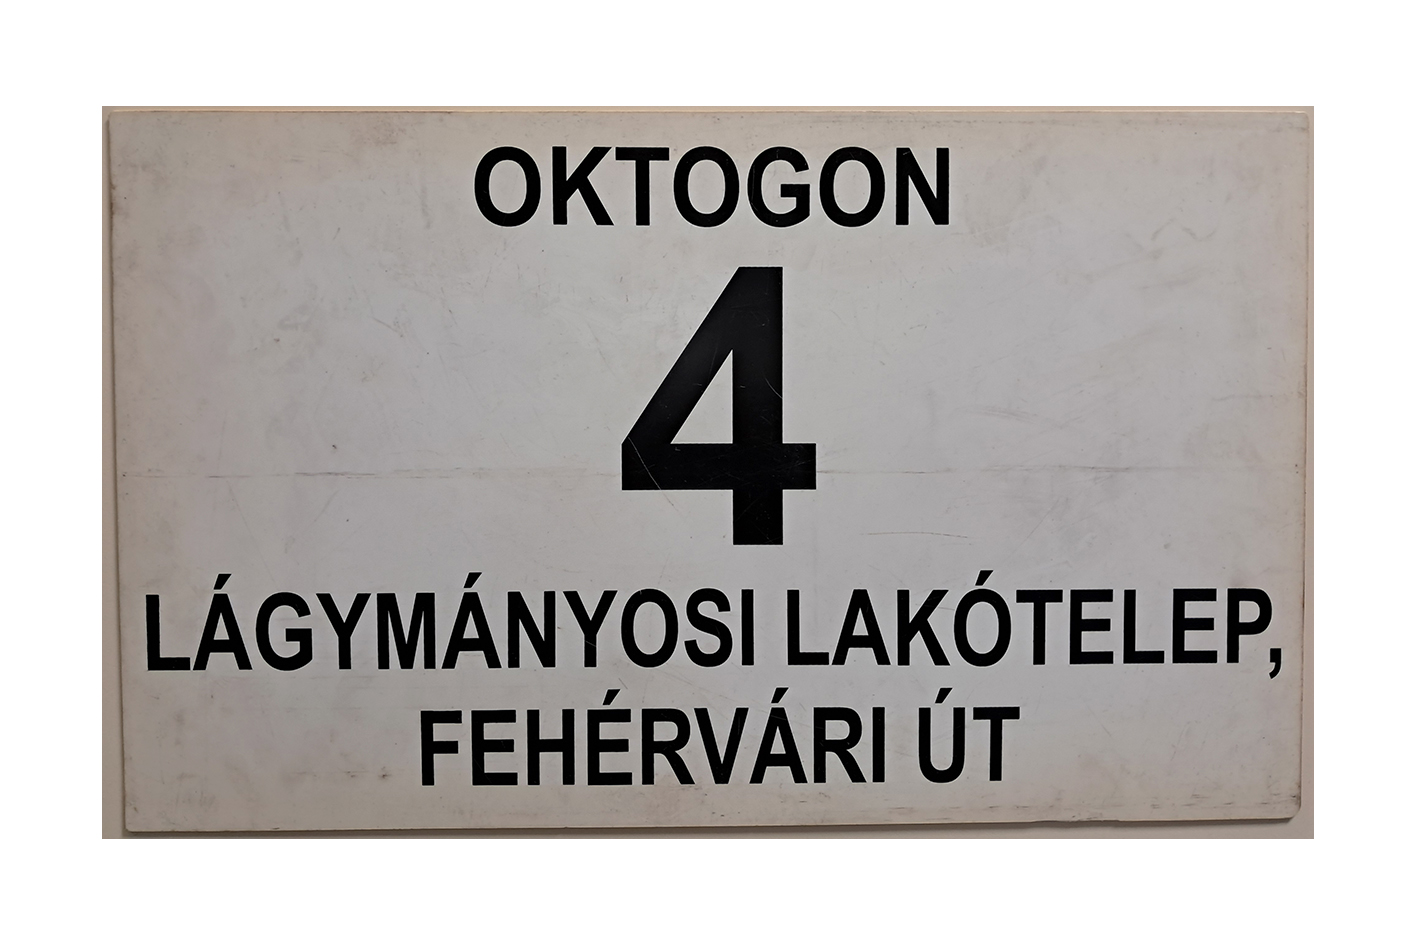 OKTOGON
4
LÁGYMÁNYOSI LAKÓTELEP,
FEHÉRVÁRI ÚT